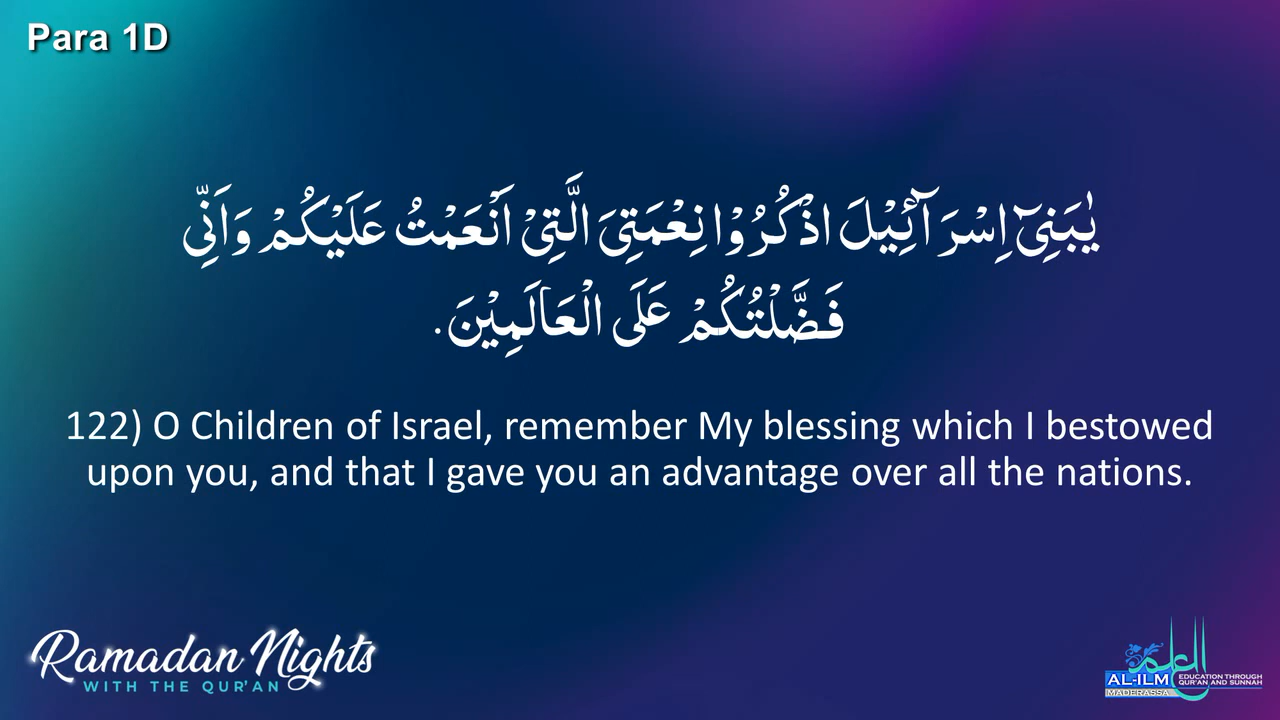 Para 1D
يٰبَنِىْٓ اِسْرَآئِيْلَ اذْكُرُوْا نِعْمَتِىَ الَّتِىْٓ اَنْعَمْتُ عَلَيْكُمْ وَاَنِّى
فَضَّلْتُكُمْ عَلَى الْعَالَمِيْنَ.
122) O Children of Israel, remember My blessing which I bestowed
upon you, and that I gave you an advantage over all the nations.
Ramadan Nights
WITH THE QUR'AN
العلم
AL-ILM
MADERASSA
EDUCATION THROUGH
QUR'AN AND SUNNAH